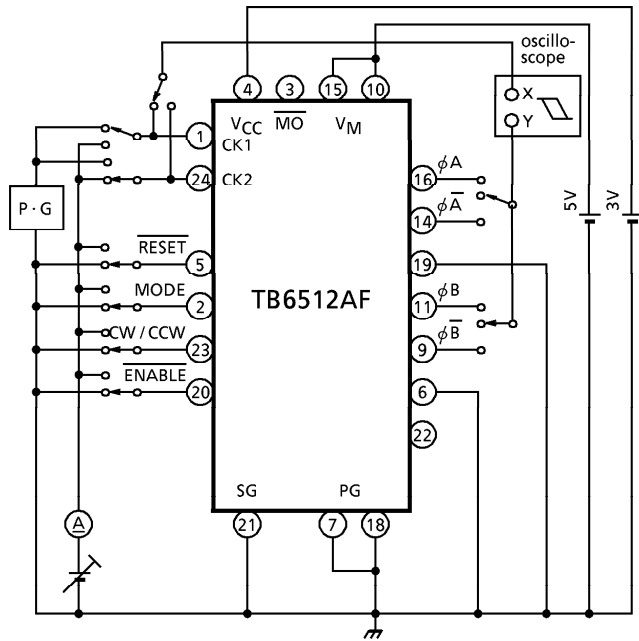 oscillo-
scope
4
3
15
10
X
Y
VCC
MO
VM
1
CK1
24
CK2
16
φA
14
φA
P·G
5V
3V
RESET
5
19
MODE
2
TB6512AF
11
φB
CW / CCW
23
9
φB
ENABLE
20
6
22
SG
PG
A
21
7
18